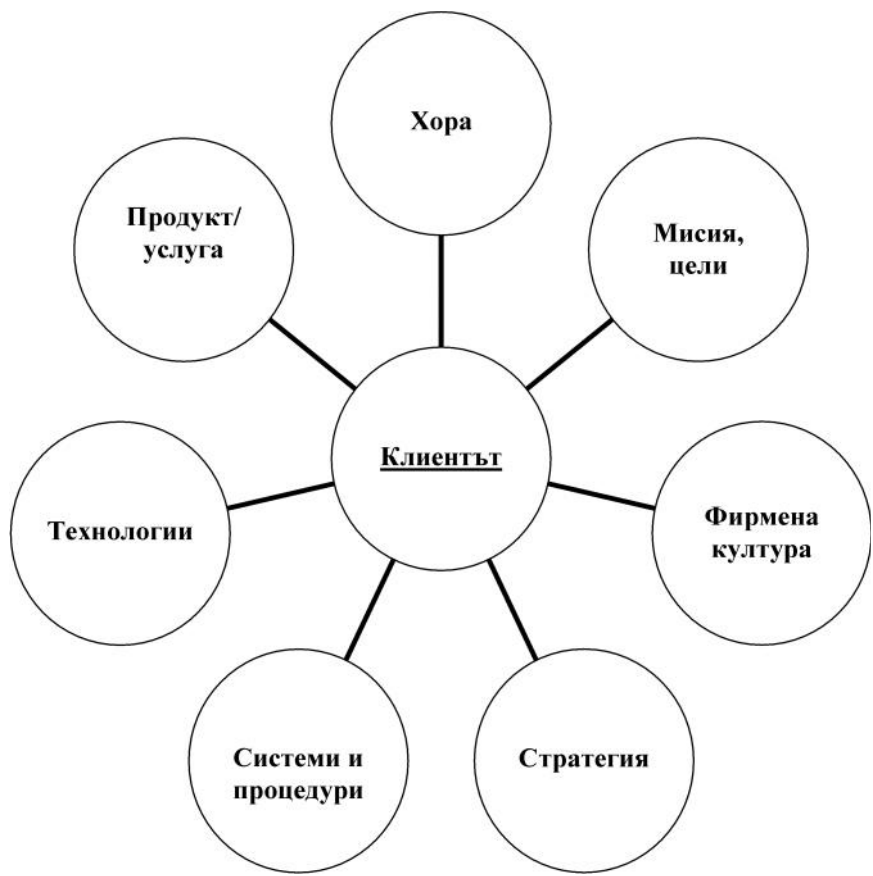 Хора
Мисия,
цели
Фирмена
култура
Стратегия
Системи и
процедури
Технологии
Продукт/
услуга
Клиентът